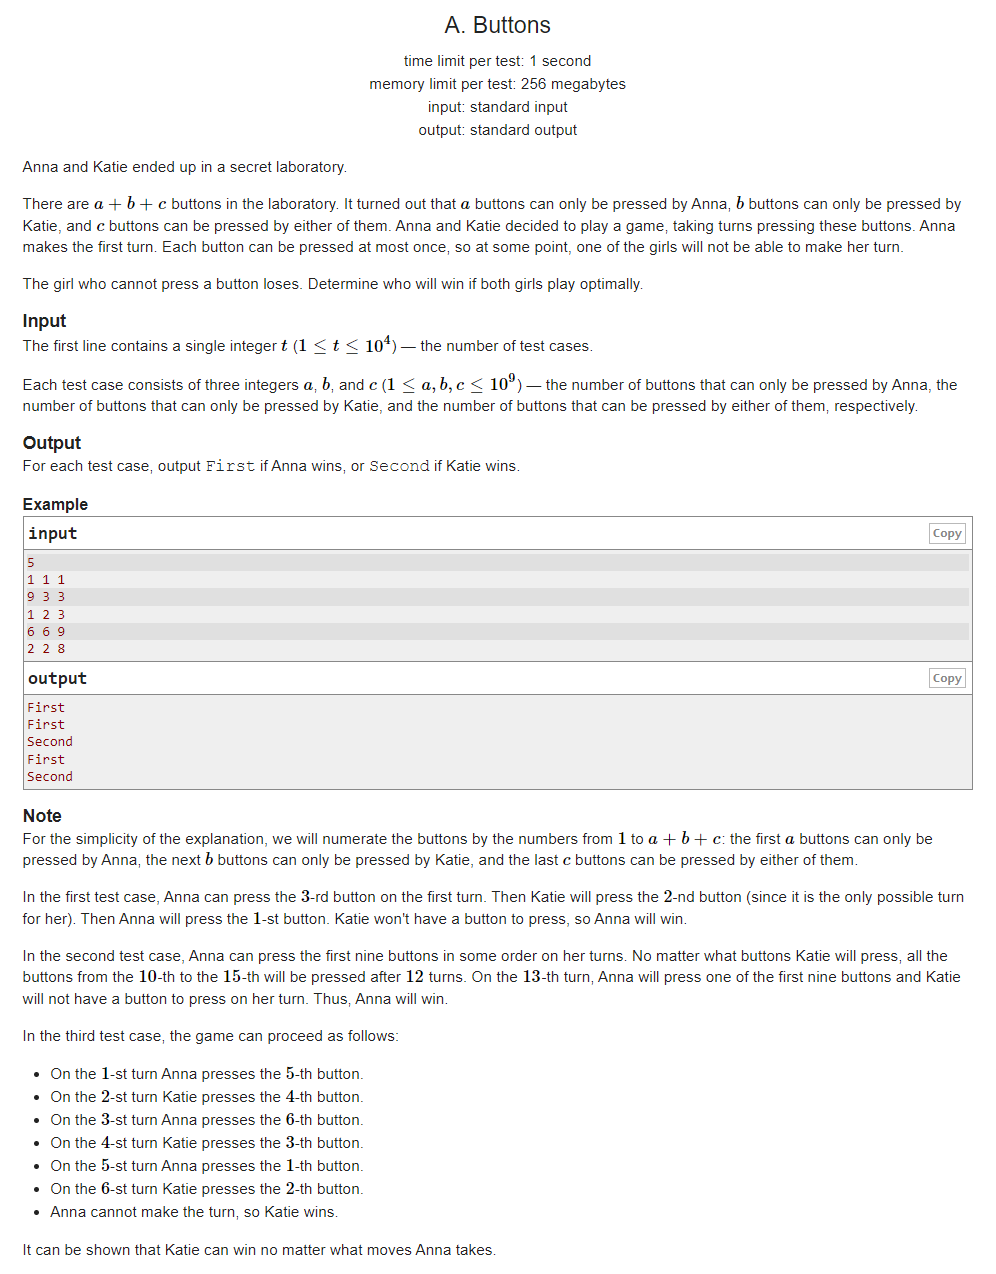 A. Buttons
time limit per test: 1 second
memory limit per test: 256 megabytes
input: standard input
output: standard output
Anna and Katie ended up in a secret laboratory.
There are a + b + c buttons in the laboratory. It turned out that a buttons can only be pressed by Anna, b buttons can only be pressed by
Katie, and c buttons can be pressed by either of them. Anna and Katie decided to play a game, taking turns pressing these buttons. Anna
makes the first turn. Each button can be pressed at most once, so at some point, one of the girls will not be able to make her turn.
The girl who cannot press a button loses. Determine who will win if both girls play optimally.
Input
The first line contains a single integer t (1 ≤ t ≤ 10⁴) — the number of test cases.
Each test case consists of three integers a, b, and c (1 ≤ a, b, c ≤ 10⁹) — the number of buttons that can only be pressed by Anna, the
number of buttons that can only be pressed by Katie, and the number of buttons that can be pressed by either of them, respectively.
Output
For each test case, output First if Anna wins, or Second if Katie wins.
Example
input Copy
5
1 1 1
9 3 3
1 2 3
6 6 9
2 2 8
output Copy
First
First
Second
First
Second
Note
For the simplicity of the explanation, we will numerate the buttons by the numbers from 1 to a + b + c: the first a buttons can only be
pressed by Anna, the next b buttons can only be pressed by Katie, and the last c buttons can be pressed by either of them.
In the first test case, Anna can press the 3-rd button on the first turn. Then Katie will press the 2-nd button (since it is the only possible turn
for her). Then Anna will press the 1-st button. Katie won't have a button to press, so Anna will win.
In the second test case, Anna can press the first nine buttons in some order on her turns. No matter what buttons Katie will press, all the
buttons from the 10-th to the 15-th will be pressed after 12 turns. On the 13-th turn, Anna will press one of the first nine buttons and Katie
will not have a button to press on her turn. Thus, Anna will win.
In the third test case, the game can proceed as follows:
• On the 1-st turn Anna presses the 5-th button.
• On the 2-st turn Katie presses the 4-th button.
• On the 3-st turn Anna presses the 6-th button.
• On the 4-st turn Katie presses the 3-th button.
• On the 5-st turn Anna presses the 1-th button.
• On the 6-st turn Katie presses the 2-th button.
• Anna cannot make the turn, so Katie wins.
It can be shown that Katie can win no matter what moves Anna takes.